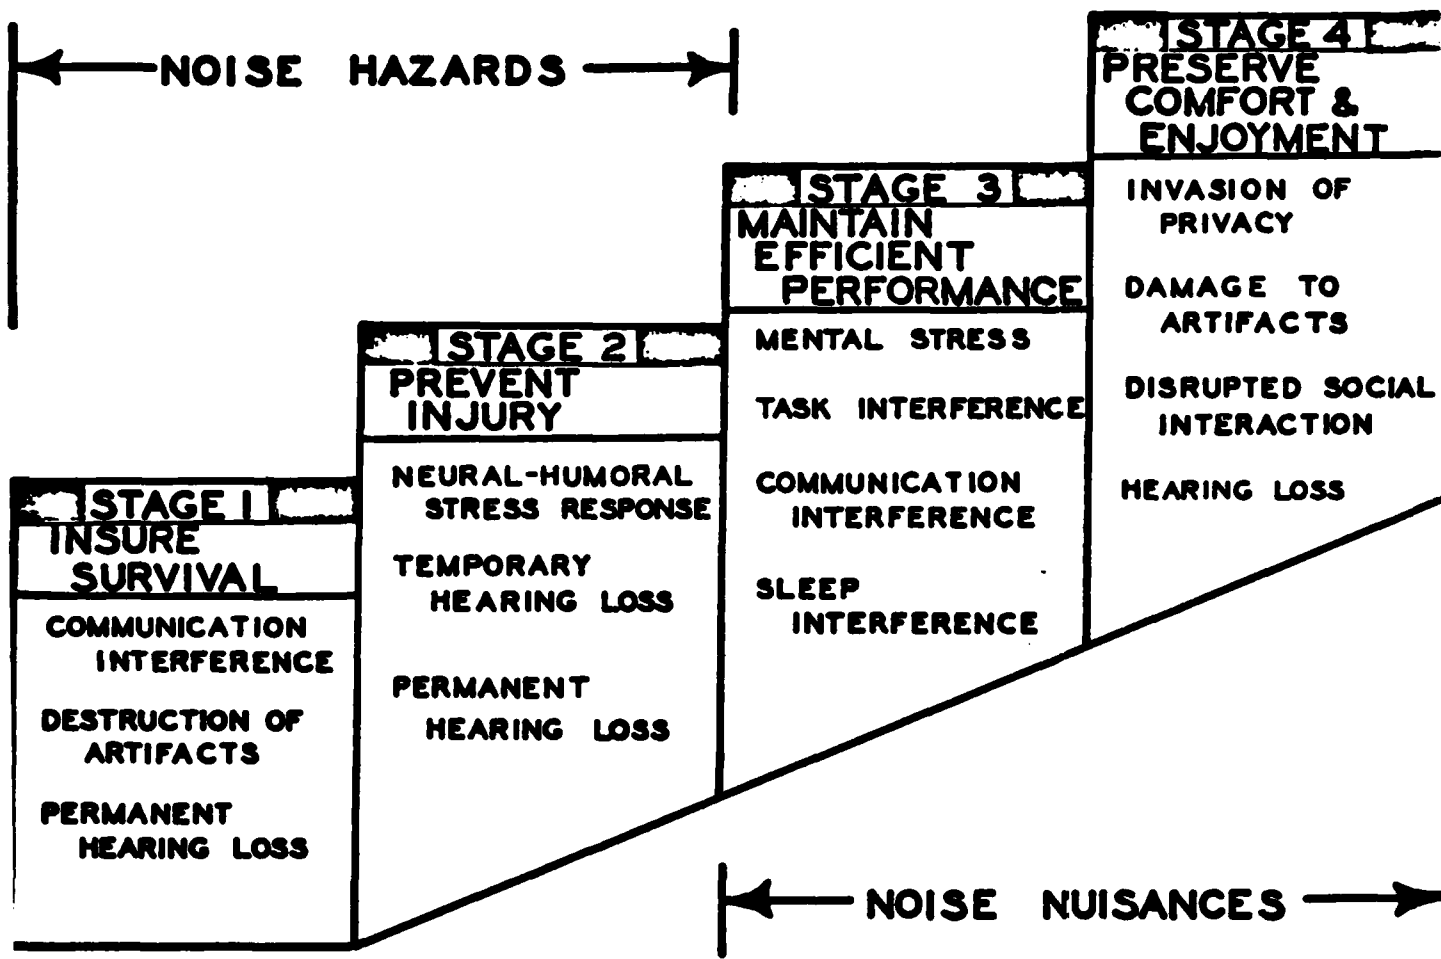 NOISE HAZARDS
STAGE 1
INSURE
SURVIVAL
COMMUNICATION
INTERFERENCE
DESTRUCTION OF
ARTIFACTS
PERMANENT
HEARING LOSS
STAGE 2
PREVENT
INJURY
NEURAL-HUMORAL
STRESS RESPONSE
TEMPORARY
HEARING LOSS
PERMANENT
HEARING LOSS
STAGE 3
MAINTAIN
EFFICIENT
PERFORMANCE
MENTAL STRESS
TASK INTERFERENCE
COMMUNICATION
INTERFERENCE
SLEEP
INTERFERENCE
STAGE 4
PRESERVE
COMFORT &
ENJOYMENT
INVASION OF
PRIVACY
DAMAGE TO
ARTIFACTS
DISRUPTED SOCIAL
INTERACTION
HEARING LOSS
NOISE NUISANCES